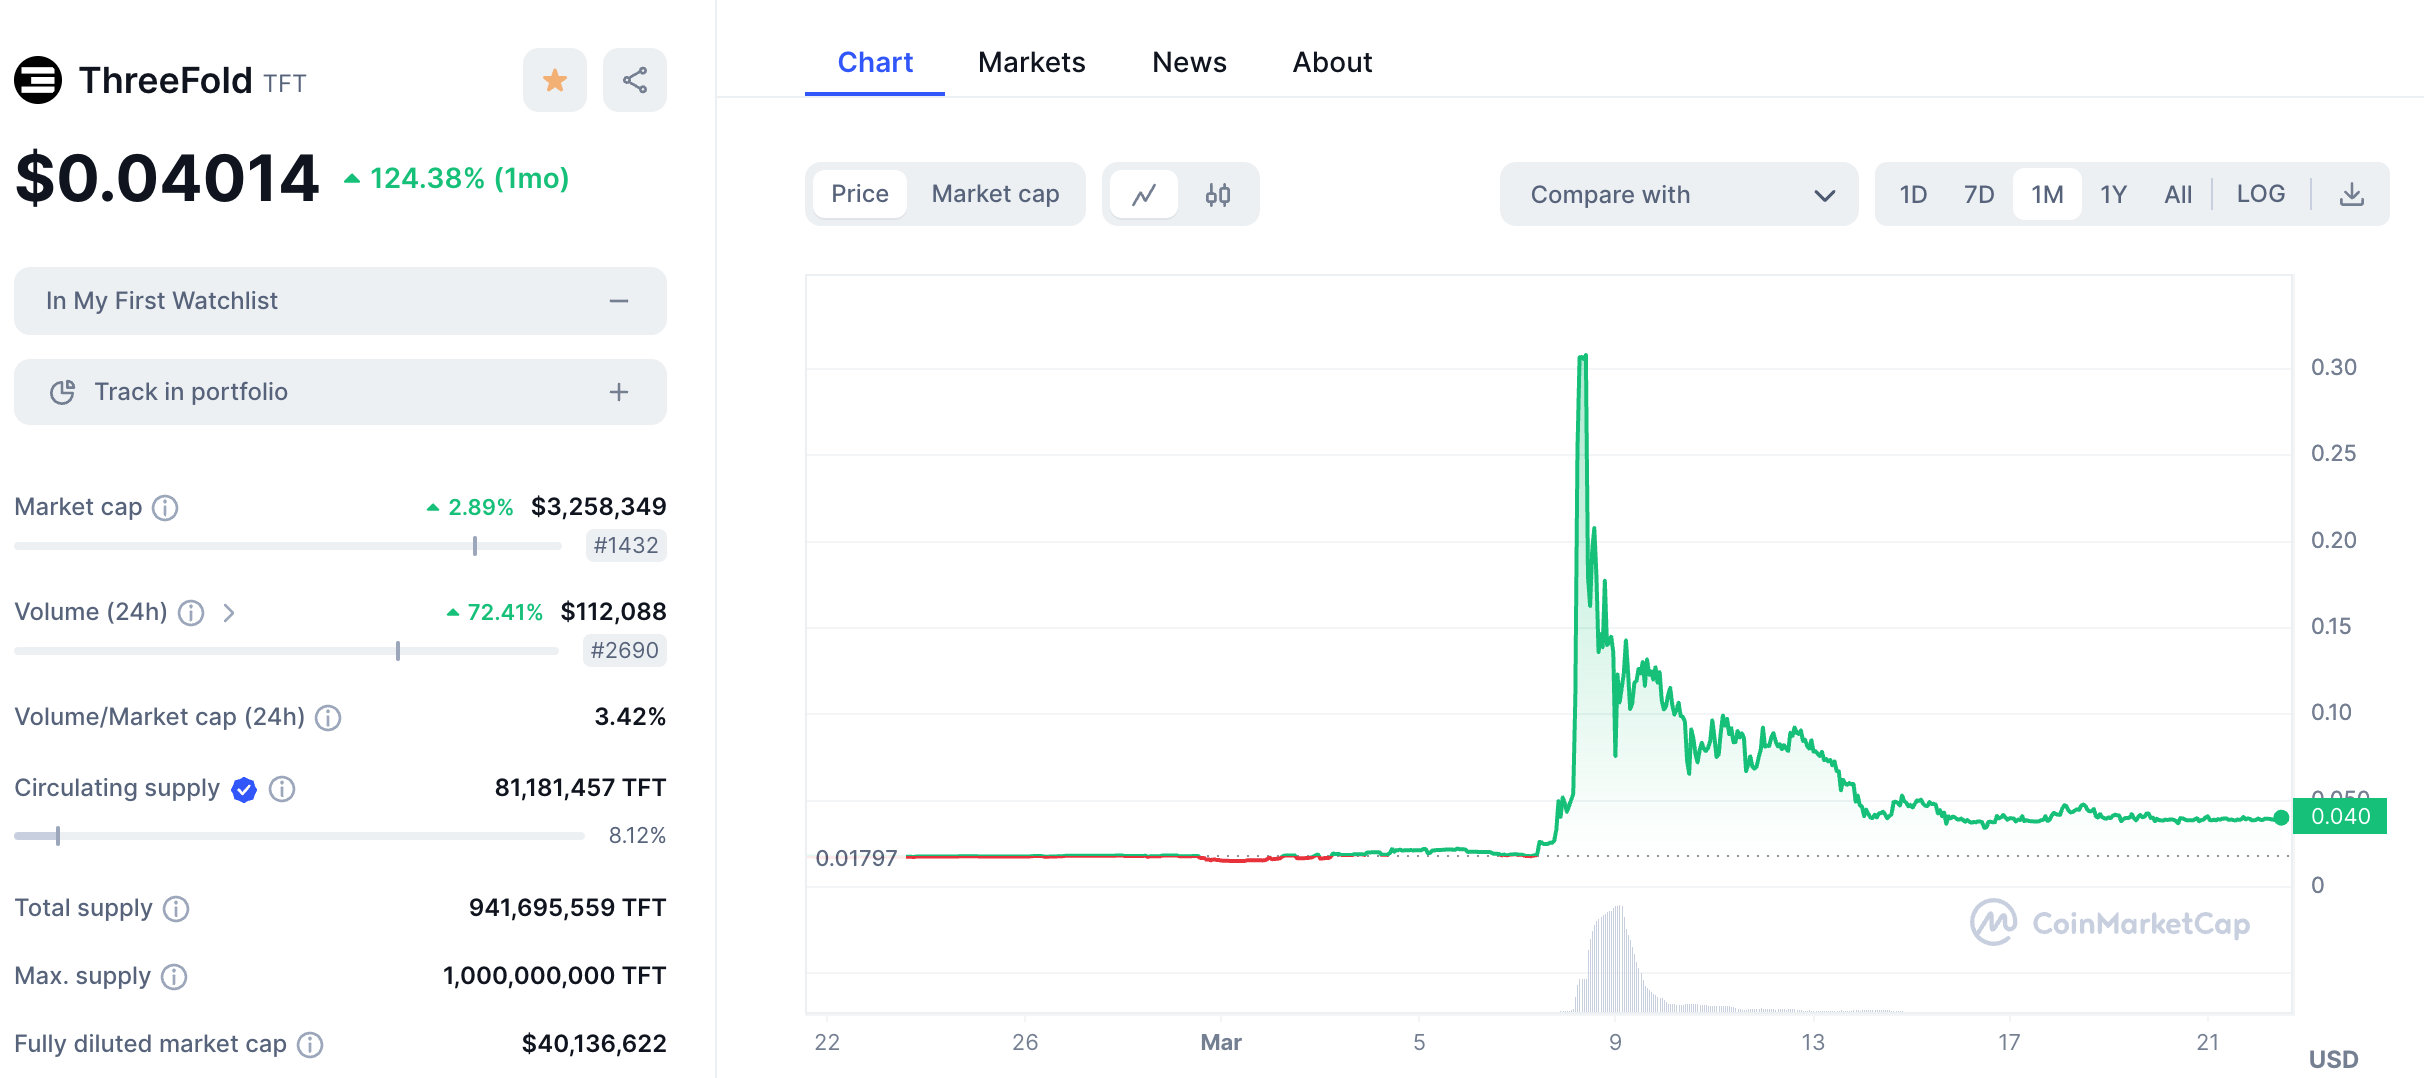 ThreeFold TFT
$0.04014 124.38% (1mo)
In My First Watchlist
Track in portfolio
Market cap 2.89% $3,258,349
#1432
Volume (24h) 72.41% $112,088
#2690
Volume/Market cap (24h) 3.42%
Circulating supply 81,181,457 TFT
8.12%
Total supply 941,695,559 TFT
Max. supply 1,000,000,000 TFT
Fully diluted market cap $40,136,622
Chart Markets News About
Price Market cap
Compare with
1D 7D 1M 1Y All LOG
0.30
0.25
0.20
0.15
0.10
0.050
0.040
0.01797
0
CoinMarketCap
22 26 Mar 5 9 13 17 21
USD